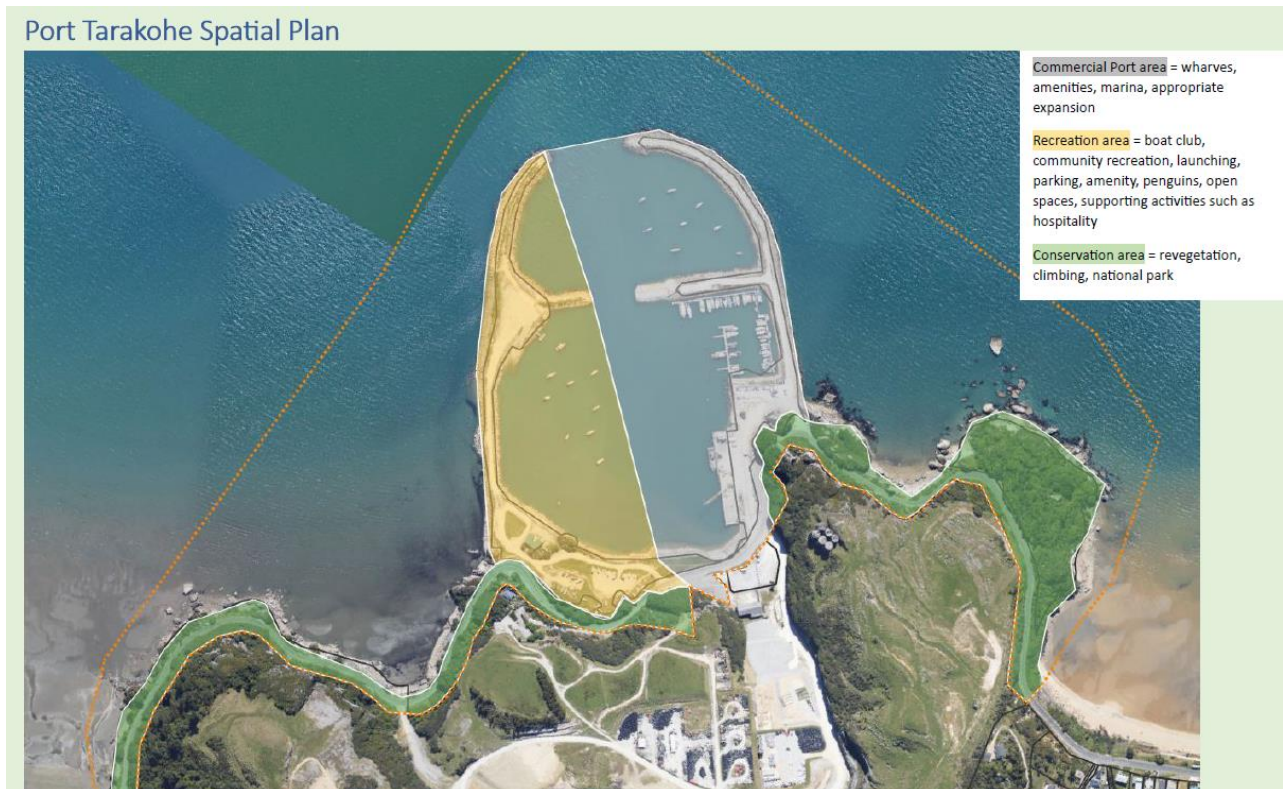 Port Tarakohe Spatial Plan
Commercial Port area = wharves,
amenities, marina, appropriate
expansion
Recreation area = boat club,
community recreation, launching,
parking, amenity, penguins, open
spaces, supporting activities such as
hospitality
Conservation area = revegetation,
climbing, national park